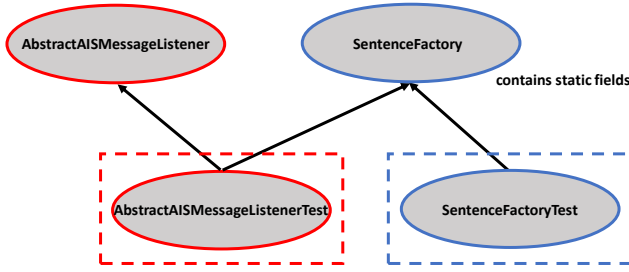 AbstractAISMessageListener
SentenceFactory
contains static fields
AbstractAISMessageListenerTest
SentenceFactoryTest